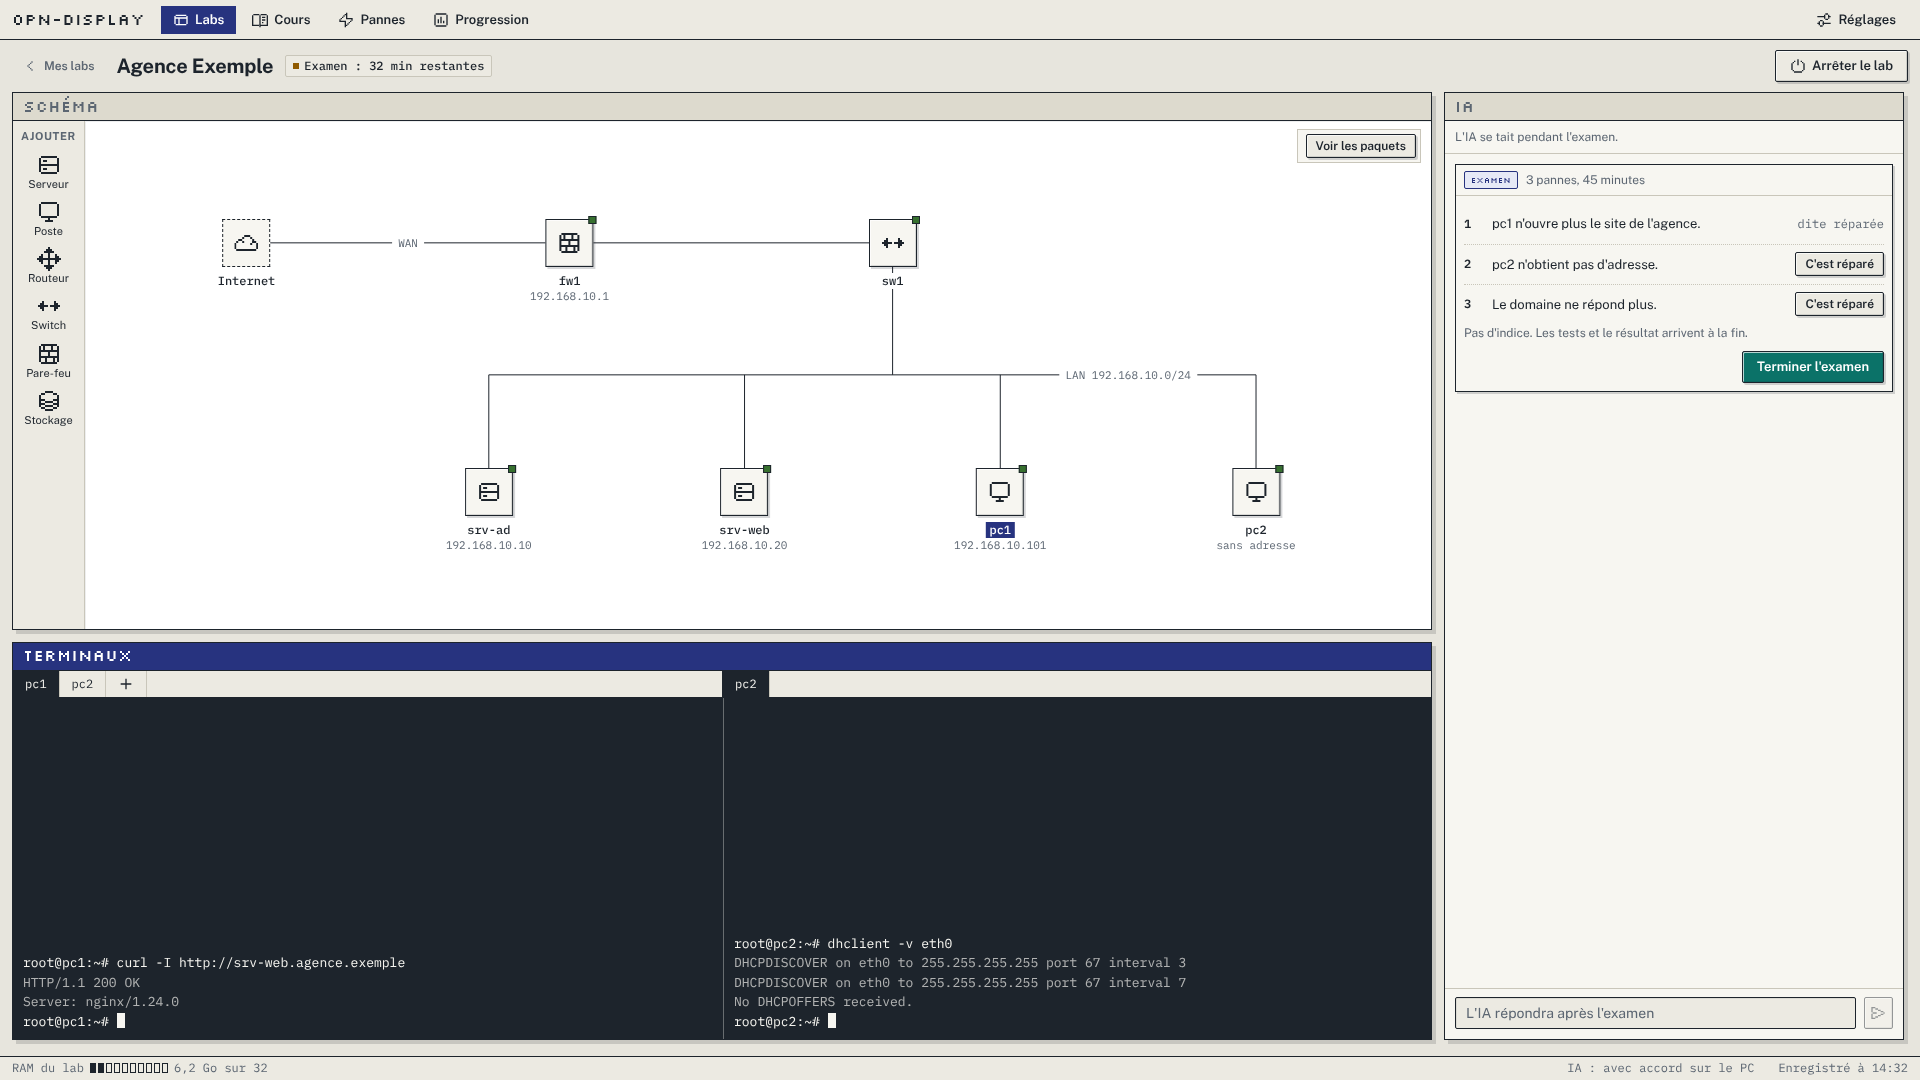 OPN-DISPLAY
Labs
Cours
Pannes
Progression
Réglages
Mes labs
Agence Exemple
Examen : 32 min restantes
Arrêter le lab
SCHÉMA
AJOUTER
Serveur
Poste
Routeur
Switch
Pare-feu
Stockage
Voir les paquets
WAN
Internet
fw1
192.168.10.1
sw1
LAN 192.168.10.0/24
srv-ad
192.168.10.10
srv-web
192.168.10.20
pc1
192.168.10.101
pc2
sans adresse
IA
L'IA se tait pendant l'examen.
EXAMEN
3 pannes, 45 minutes
1 pc1 n'ouvre plus le site de l'agence. dite réparée
2 pc2 n'obtient pas d'adresse. C'est réparé
3 Le domaine ne répond plus. C'est réparé
Pas d'indice. Les tests et le résultat arrivent à la fin.
Terminer l'examen
TERMINAUX
pc1
pc2
+
root@pc1:~# curl -I http://srv-web.agence.exemple
HTTP/1.1 200 OK
Server: nginx/1.24.0
root@pc1:~#
pc2
root@pc2:~# dhclient -v eth0
DHCPDISCOVER on eth0 to 255.255.255.255 port 67 interval 3
DHCPDISCOVER on eth0 to 255.255.255.255 port 67 interval 7
No DHCPOFFERS received.
root@pc2:~#
L'IA répondra après l'examen
RAM du lab
6,2 Go sur 32
IA : avec accord sur le PC
Enregistré à 14:32